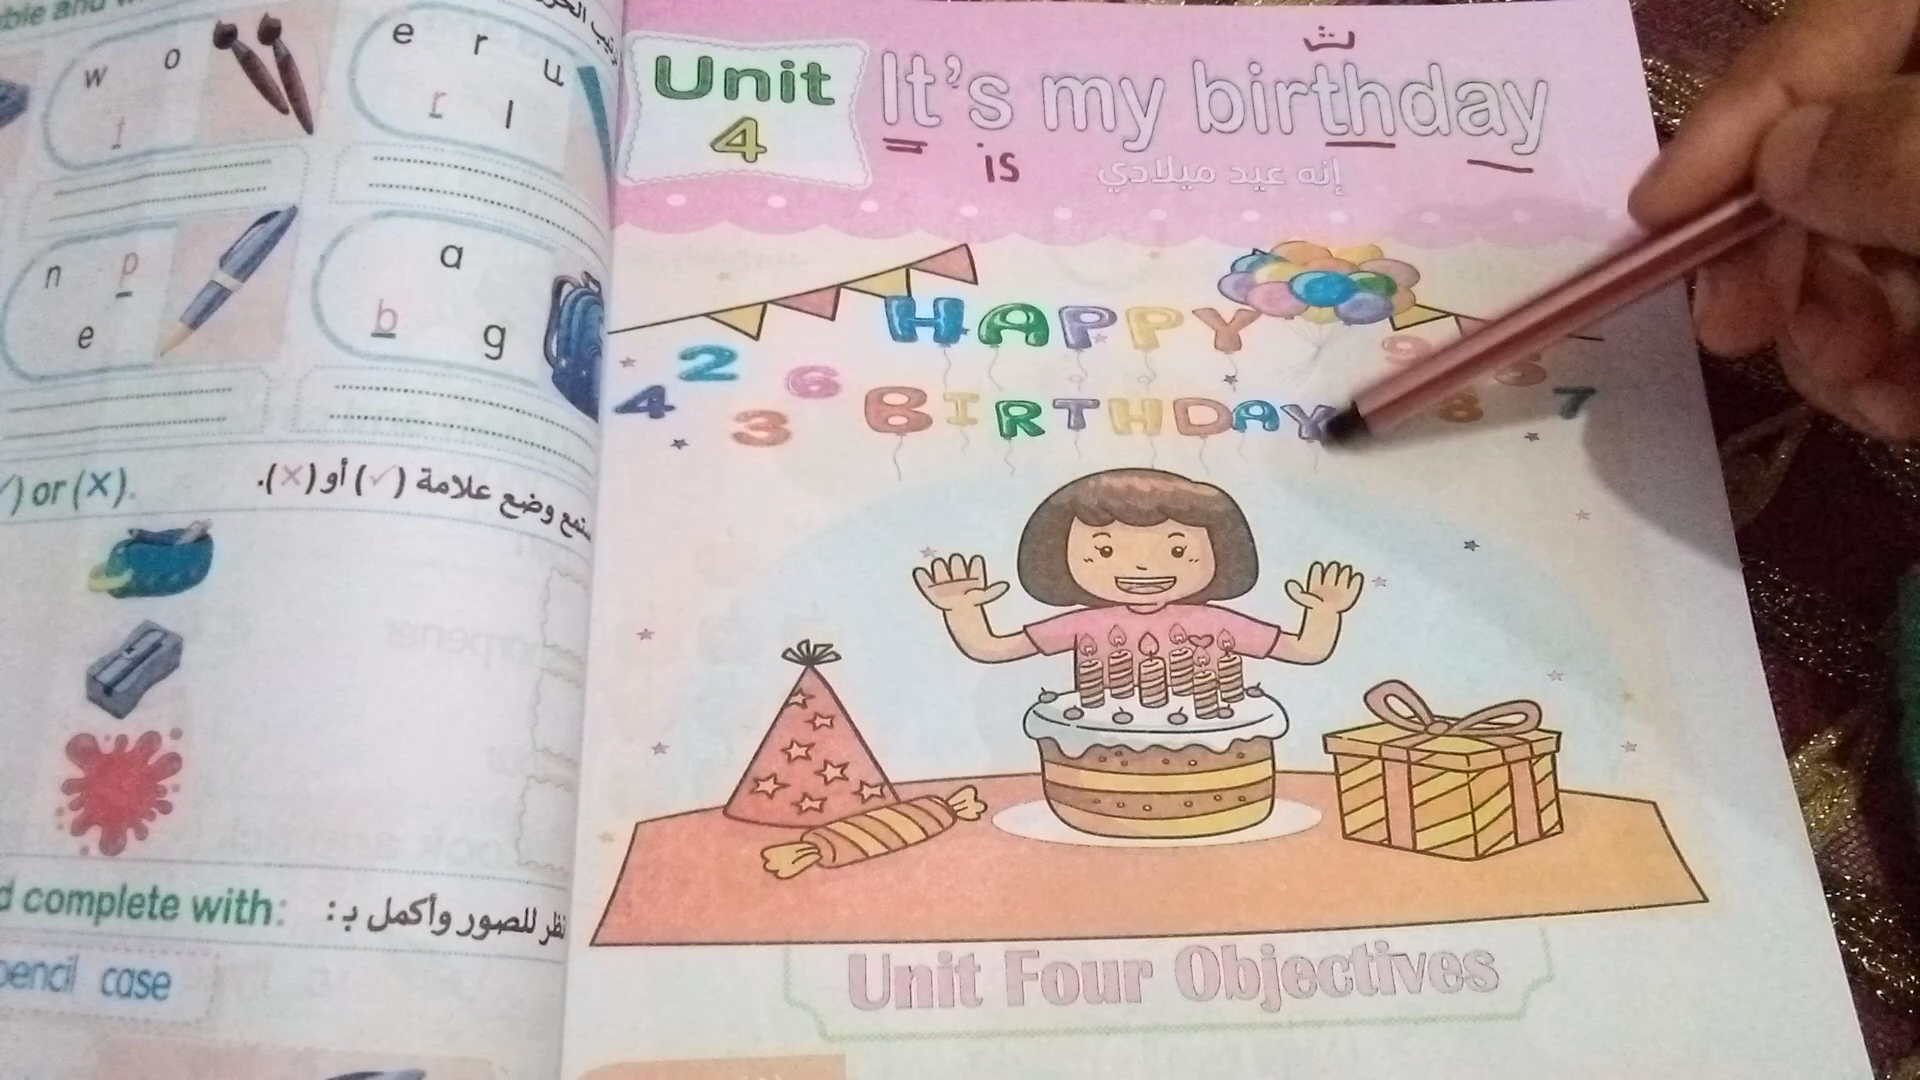 w o
t
e r u
r l
n p
e
a
b g
or (X).
وضع علامة (✓) أو (X).
complete with:
للصور وأكمل بـ :
pencil case
Unit
4
It's my birthday
ث
is
إنه عيد ميلادي
HAPPY
BIRTHDAY
2
6
4
3
8
7
Unit Four Objectives